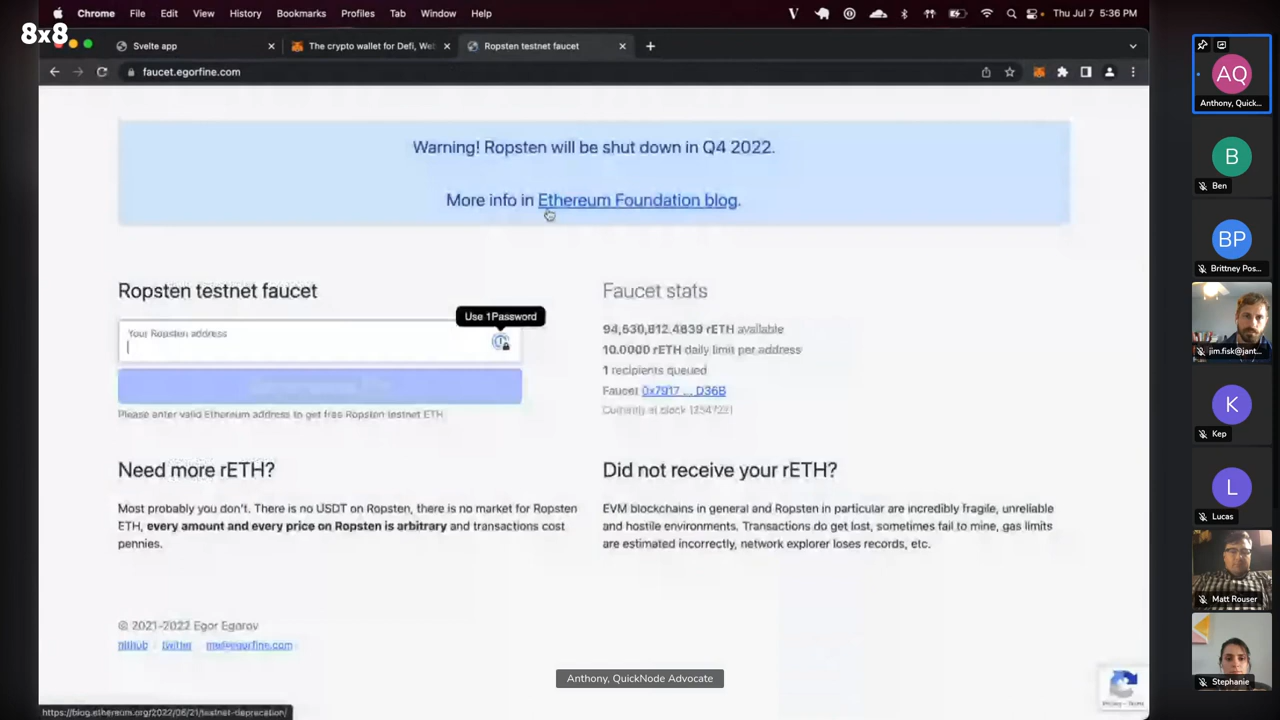 Chrome File Edit View History Bookmarks Profiles Tab Window Help
Thu Jul 7 5:36 PM
8x8
Svelte app
The crypto wallet for Defi, We
Ropsten testnet faucet
faucet.egorfine.com
Warning! Ropsten will be shut down in Q4 2022.
More info in Ethereum Foundation blog.
Ropsten testnet faucet
Use 1Password
Your Ropsten address
Please enter valid Ethereum address to get free Ropsten testnet ETH
Faucet stats
94,630,812.4839 rETH available
10.0000 rETH daily limit per address
1 recipients queued
Faucet 0x7917 ... D36B
Currently at block
Need more rETH?
Most probably you don't. There is no USDT on Ropsten, there is no market for Ropsten
ETH, every amount and every price on Ropsten is arbitrary and transactions cost
pennies.
Did not receive your rETH?
EVM blockchains in general and Ropsten in particular are incredibly fragile, unreliable
and hostile environments. Transactions do get lost, sometimes fail to mine, gas limits
are estimated incorrectly, network explorer loses records, etc.
© 2021-2022 Egor Egorov
github twitter me@egorfine.com
Privacy - Terms
https://blog.ethereum.org/2022/06/21/testnet-deprecation/
Anthony, QuickNode Advocate
AQ
Anthony, Quick...
B
Ben
BP
Brittney Pos...
jim.fisk@jant...
K
Kep
L
Lucas
Matt Rouser
Stephanie